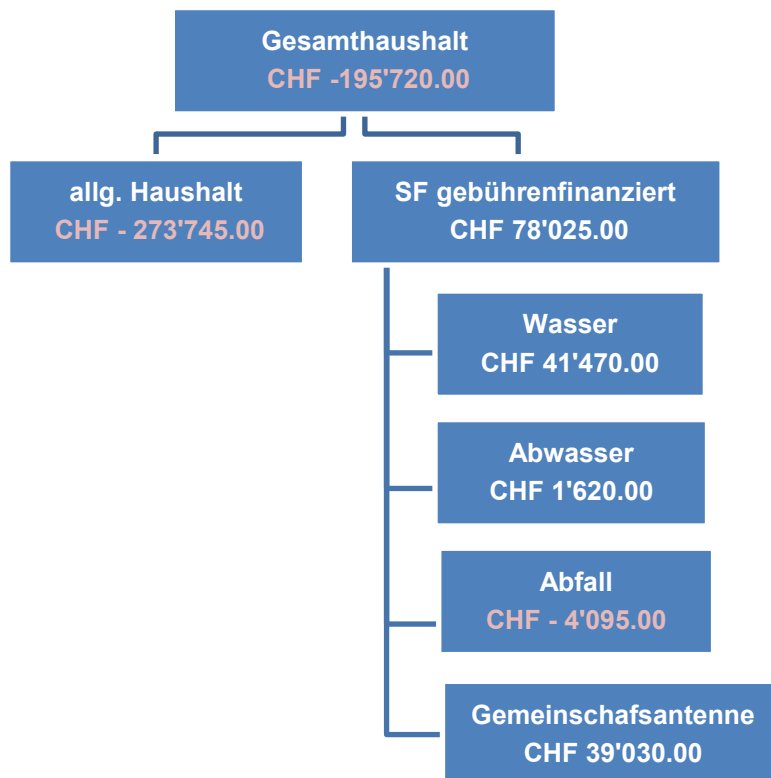 Gesamthaushalt
CHF -195'720.00
allg. Haushalt
CHF - 273'745.00
SF gebührenfinanziert
CHF 78'025.00
Wasser
CHF 41'470.00
Abwasser
CHF 1'620.00
Abfall
CHF - 4'095.00
Gemeinschafsantenne
CHF 39'030.00